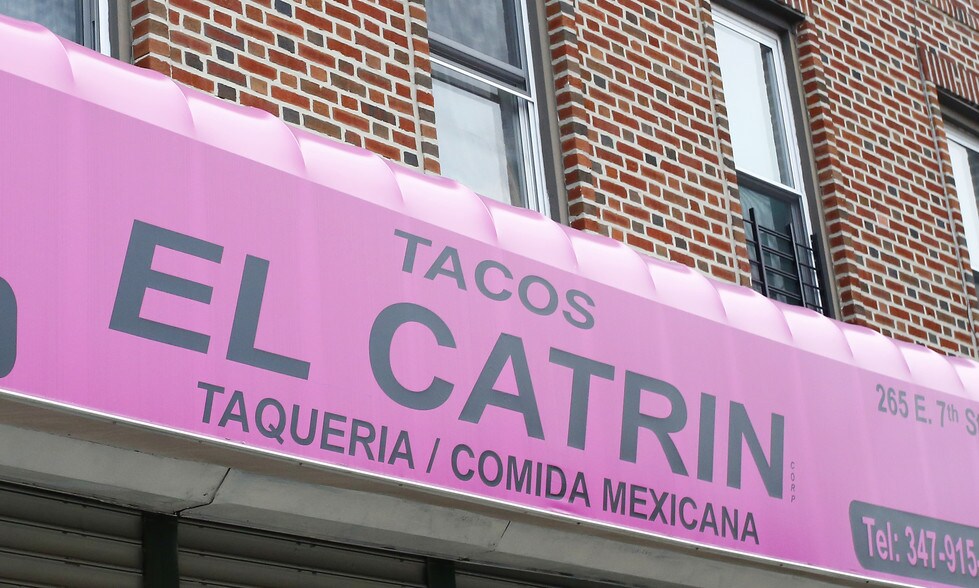 TACOS
EL CATRIN
CORP
TAQUERIA / COMIDA MEXICANA
265 E. 7th
Tel: 347-915